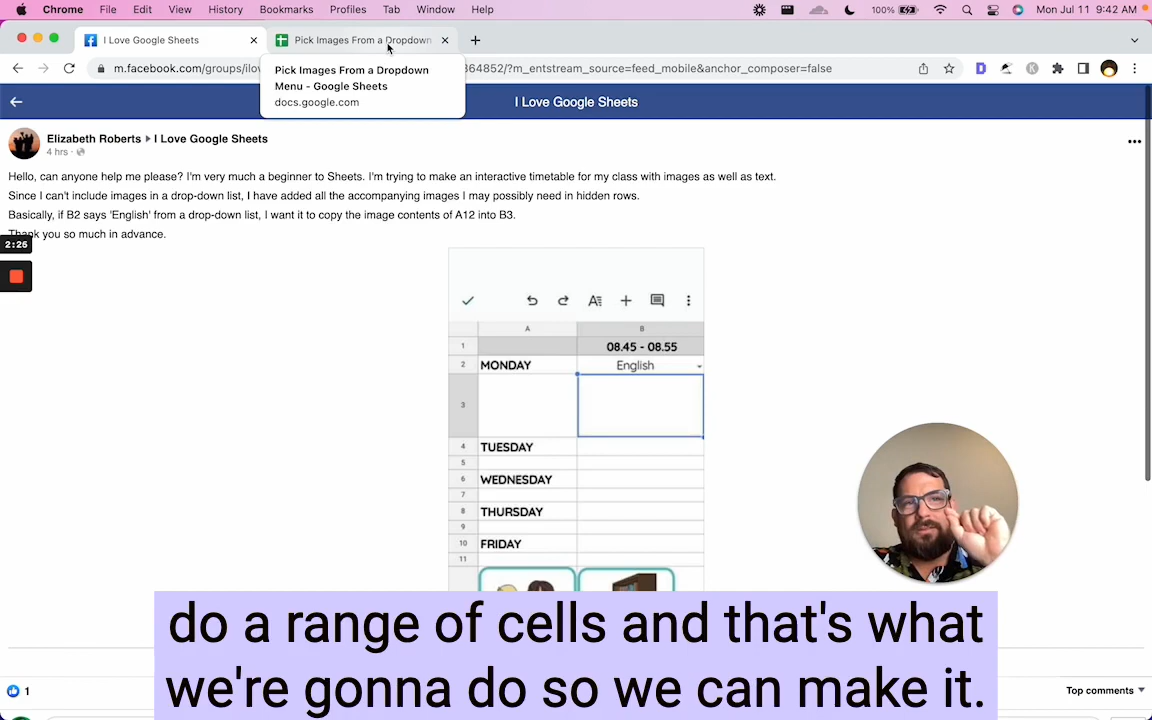 Chrome File Edit View History Bookmarks Profiles Tab Window Help 100% Mon Jul 11 9:42 AM
I Love Google Sheets Pick Images From a Dropdown
m.facebook.com/groups/ilov 364852/?m_entstream_source=feed_mobile&anchor_composer=false
Pick Images From a Dropdown
Menu - Google Sheets
docs.google.com
I Love Google Sheets
Elizabeth Roberts ▸ I Love Google Sheets
4 hrs ·
Hello, can anyone help me please? I'm very much a beginner to Sheets. I'm trying to make an interactive timetable for my class with images as well as text.
Since I can't include images in a drop-down list, I have added all the accompanying images I may possibly need in hidden rows.
Basically, if B2 says 'English' from a drop-down list, I want it to copy the image contents of A12 into B3.
Thank you so much in advance.
2:26
A B
1 08.45 - 08.55
2 MONDAY English
3
4 TUESDAY
5
6 WEDNESDAY
7
8 THURSDAY
9
10 FRIDAY
11
do a range of cells and that's what
we're gonna do so we can make it.
1 Top comments